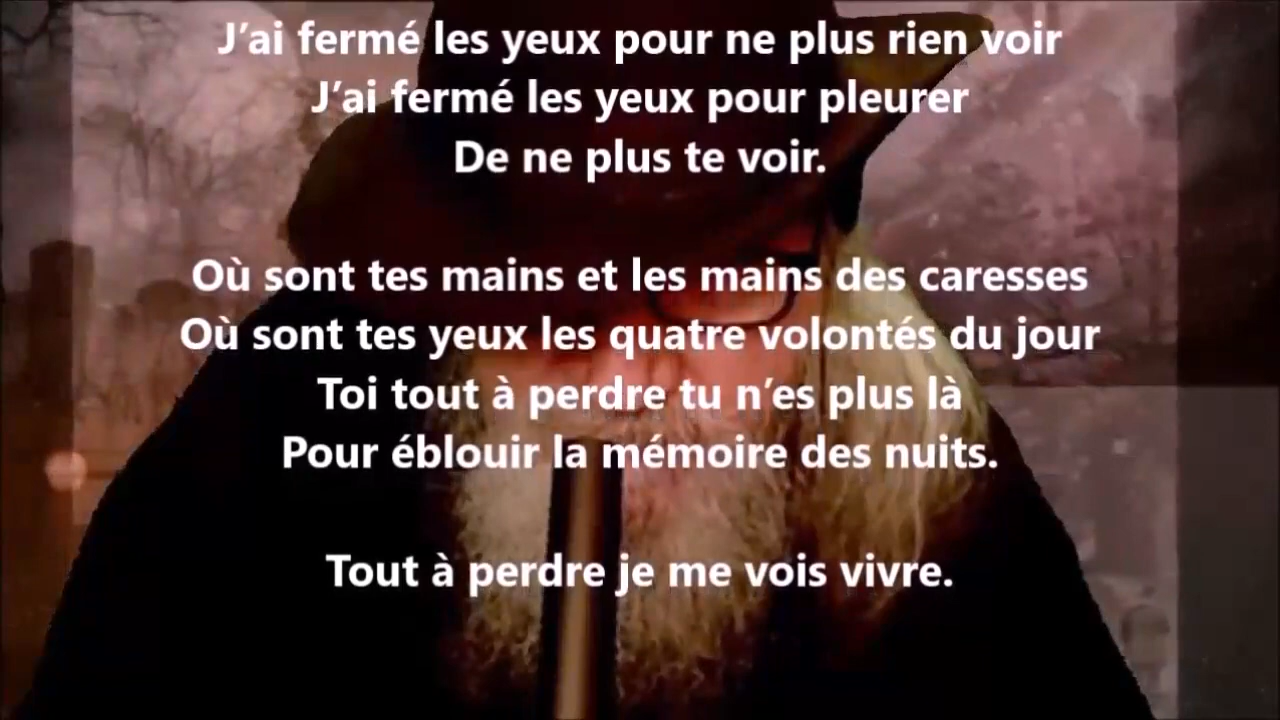 J’ai fermé les yeux pour ne plus rien voir
J’ai fermé les yeux pour pleurer
De ne plus te voir.
Où sont tes mains et les mains des caresses
Où sont tes yeux les quatre volontés du jour
Toi tout à perdre tu n’es plus là
Pour éblouir la mémoire des nuits.
Tout à perdre je me vois vivre.